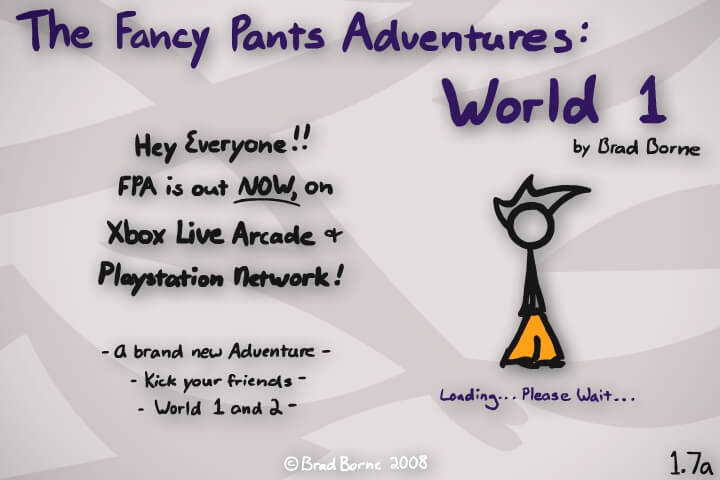 The Fancy Pants Adventures:
World 1
by Brad Borne
Hey Everyone!!
FPA is out NOW, on
Xbox Live Arcade &
Playstation Network!
- A brand new Adventure -
- Kick your friends -
- World 1 and 2 -
Loading... Please Wait...
©Brad Borne 2008
1.7a